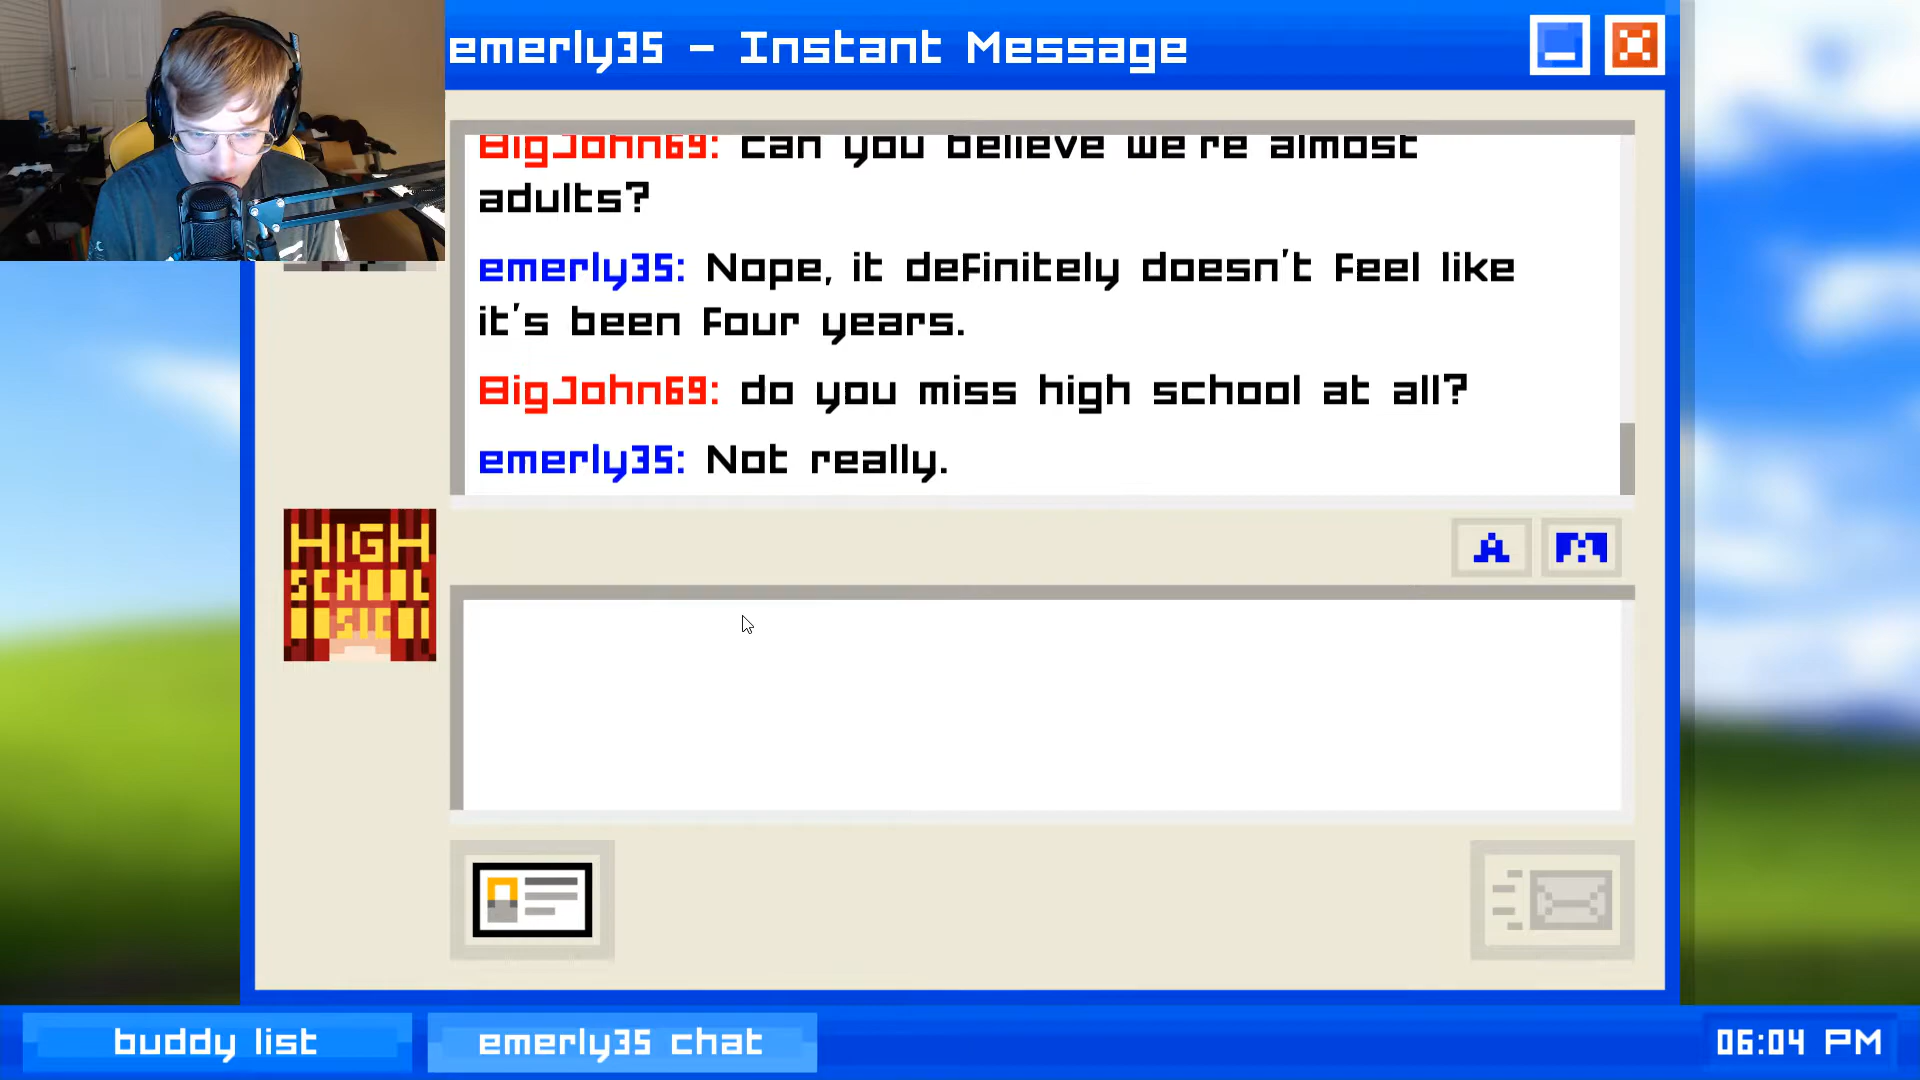 emerly35 - Instant Message
BigJohn69: can you believe we're almost
adults?
emerly35: Nope, it definitely doesn't feel like
it's been four years.
BigJohn69: do you miss high school at all?
emerly35: Not really.
HIGH
SCHOOL
A
buddy list
emerly35 chat
06:04 PM